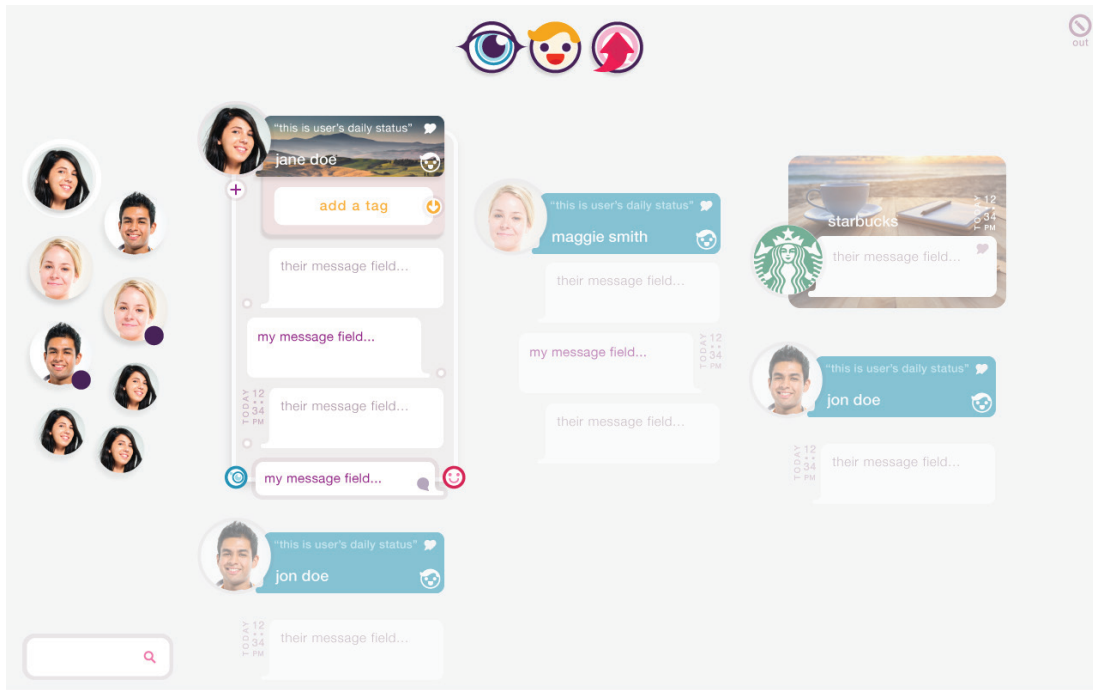 out
“this is user's daily status”
jane doe
add a tag
their message field...
my message field...
TODAY 12
34
PM
their message field...
my message field...
“this is user's daily status”
jon doe
TODAY 12
34
PM
their message field...
“this is user's daily status”
maggie smith
their message field...
my message field...
TODAY 12
34
PM
their message field...
TODAY 12
34
PM
starbucks
their message field...
“this is user's daily status”
jon doe
TODAY 12
34
PM
their message field...